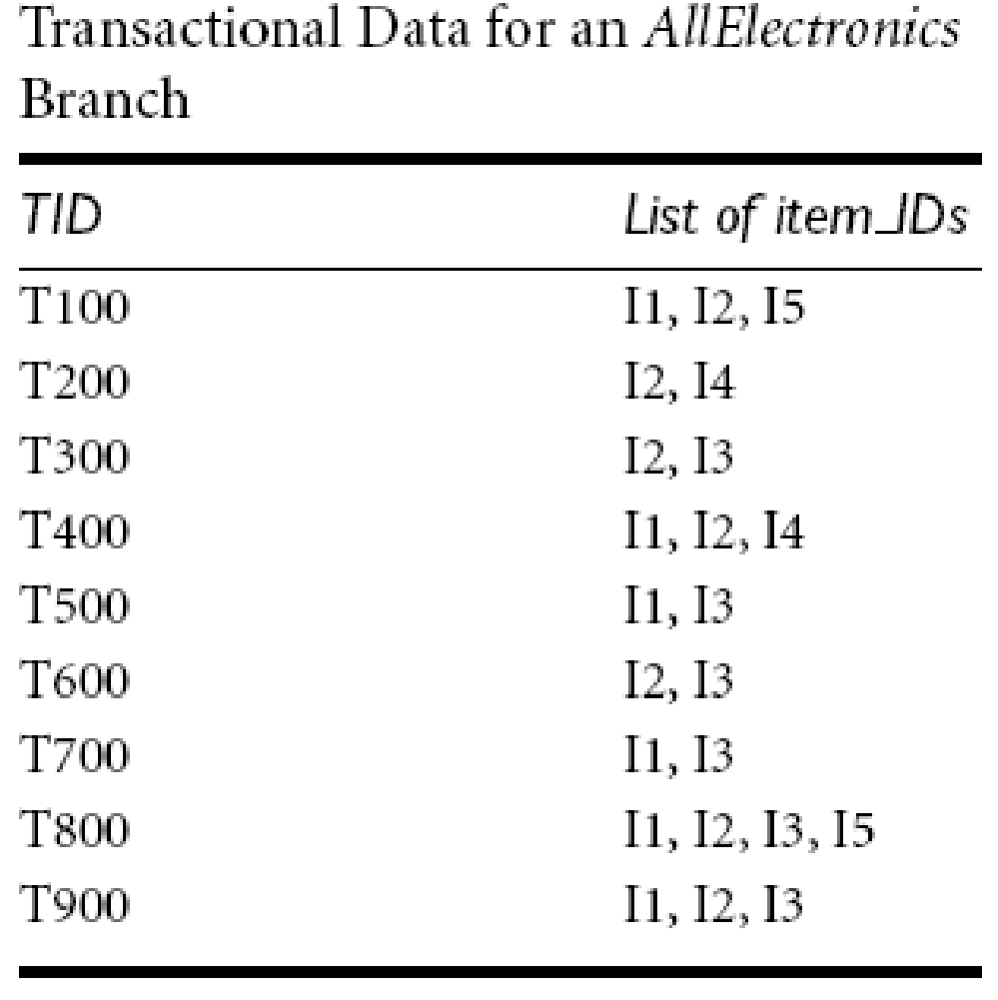 Transactional Data for an AllElectronics
Branch
TID List of item_IDs
T100 I1, I2, I5
T200 I2, I4
T300 I2, I3
T400 I1, I2, I4
T500 I1, I3
T600 I2, I3
T700 I1, I3
T800 I1, I2, I3, I5
T900 I1, I2, I3